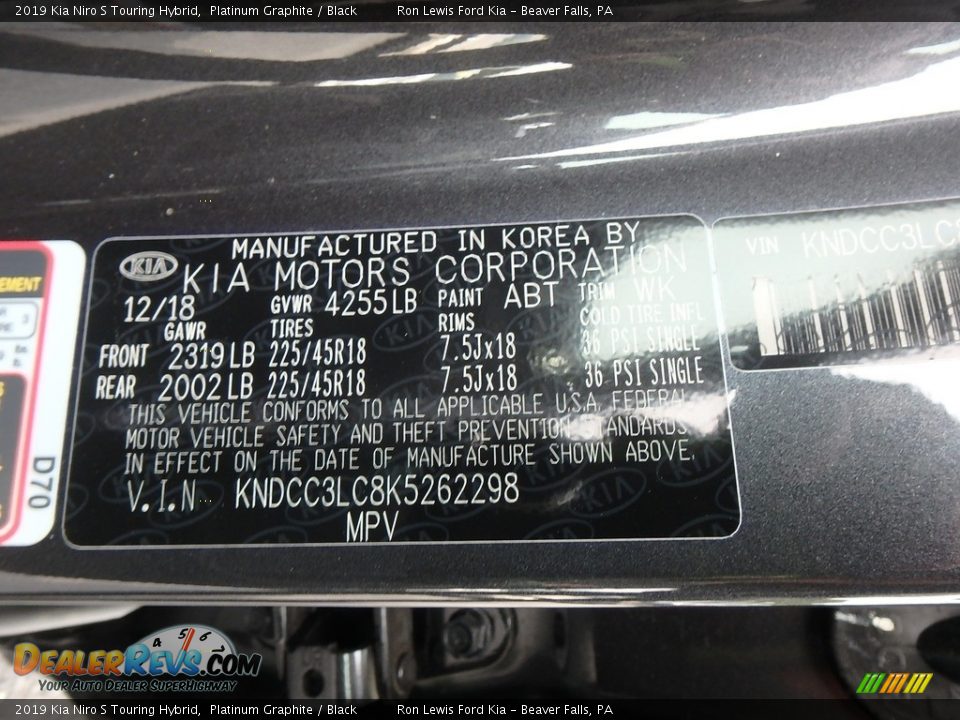 2019 Kia Niro S Touring Hybrid, Platinum Graphite / Black Ron Lewis Ford Kia - Beaver Falls, PA
MANUFACTURED IN KOREA BY
KIA KIA MOTORS CORPORATION
12/18 GVWR 4255LB PAINT ABT TRIM WK
GAWR TIRES RIMS COLD TIRE INFL
FRONT 2319LB 225/45R18 7.5Jx18 36 PSI SINGLE
REAR 2002LB 225/45R18 7.5Jx18 36 PSI SINGLE
THIS VEHICLE CONFORMS TO ALL APPLICABLE U.S.A. FEDERAL
MOTOR VEHICLE SAFETY AND THEFT PREVENTION STANDARDS
IN EFFECT ON THE DATE OF MANUFACTURE SHOWN ABOVE.
V.I.N KNDCC3LC8K5262298
MPV
VIN KNDCC3LC8
D70
4 5 6
DEALERREVS.COM
YOUR AUTO DEALER SUPERHIGHWAY
2019 Kia Niro S Touring Hybrid, Platinum Graphite / Black Ron Lewis Ford Kia - Beaver Falls, PA